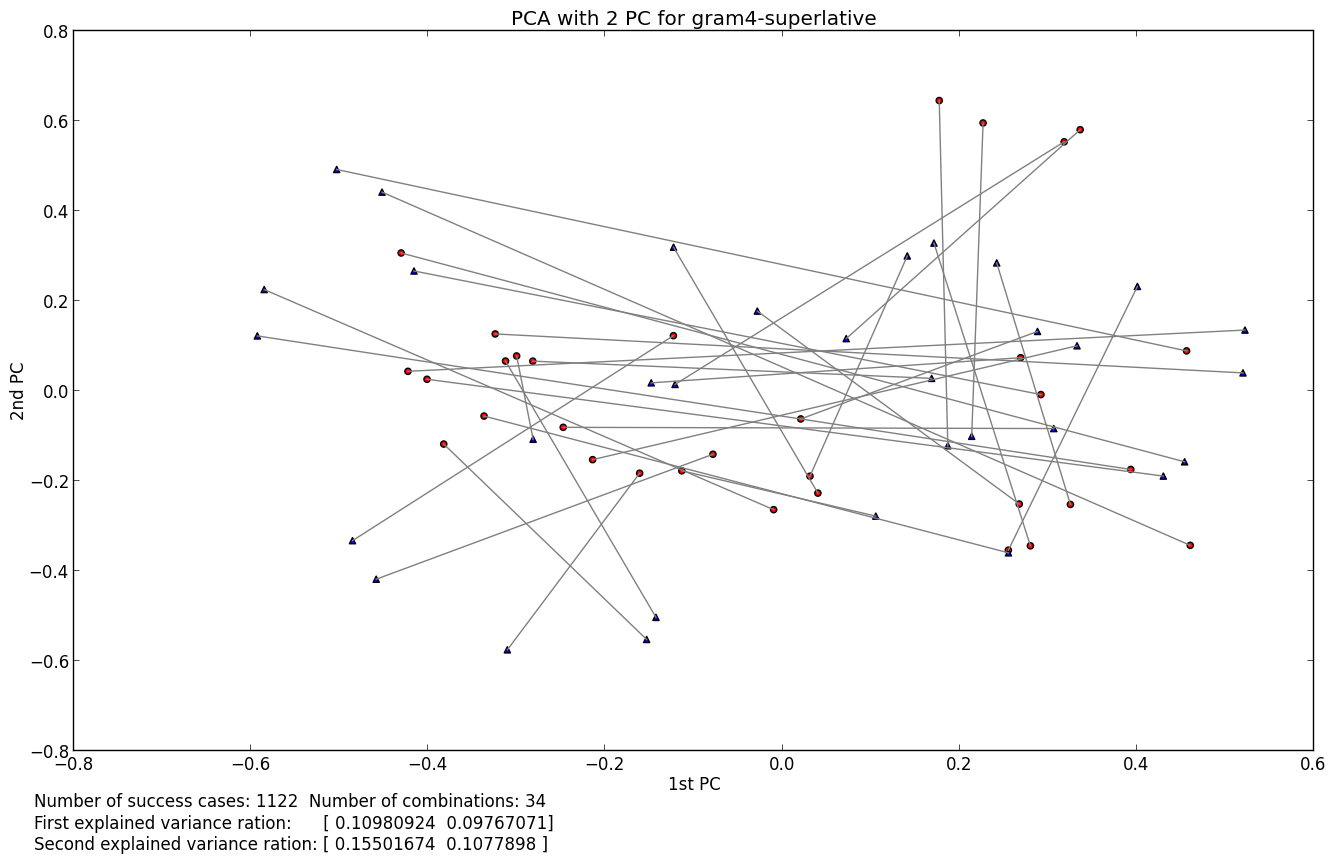 PCA with 2 PC for gram4-superlative
0.8
0.6
0.4
0.2
0.0
−0.2
−0.4
−0.6
−0.8
2nd PC
−0.8 −0.6 −0.4 −0.2 0.0 0.2 0.4 0.6
1st PC
Number of success cases: 1122 Number of combinations: 34
First explained variance ration: [ 0.10980924 0.09767071]
Second explained variance ration: [ 0.15501674 0.1077898 ]